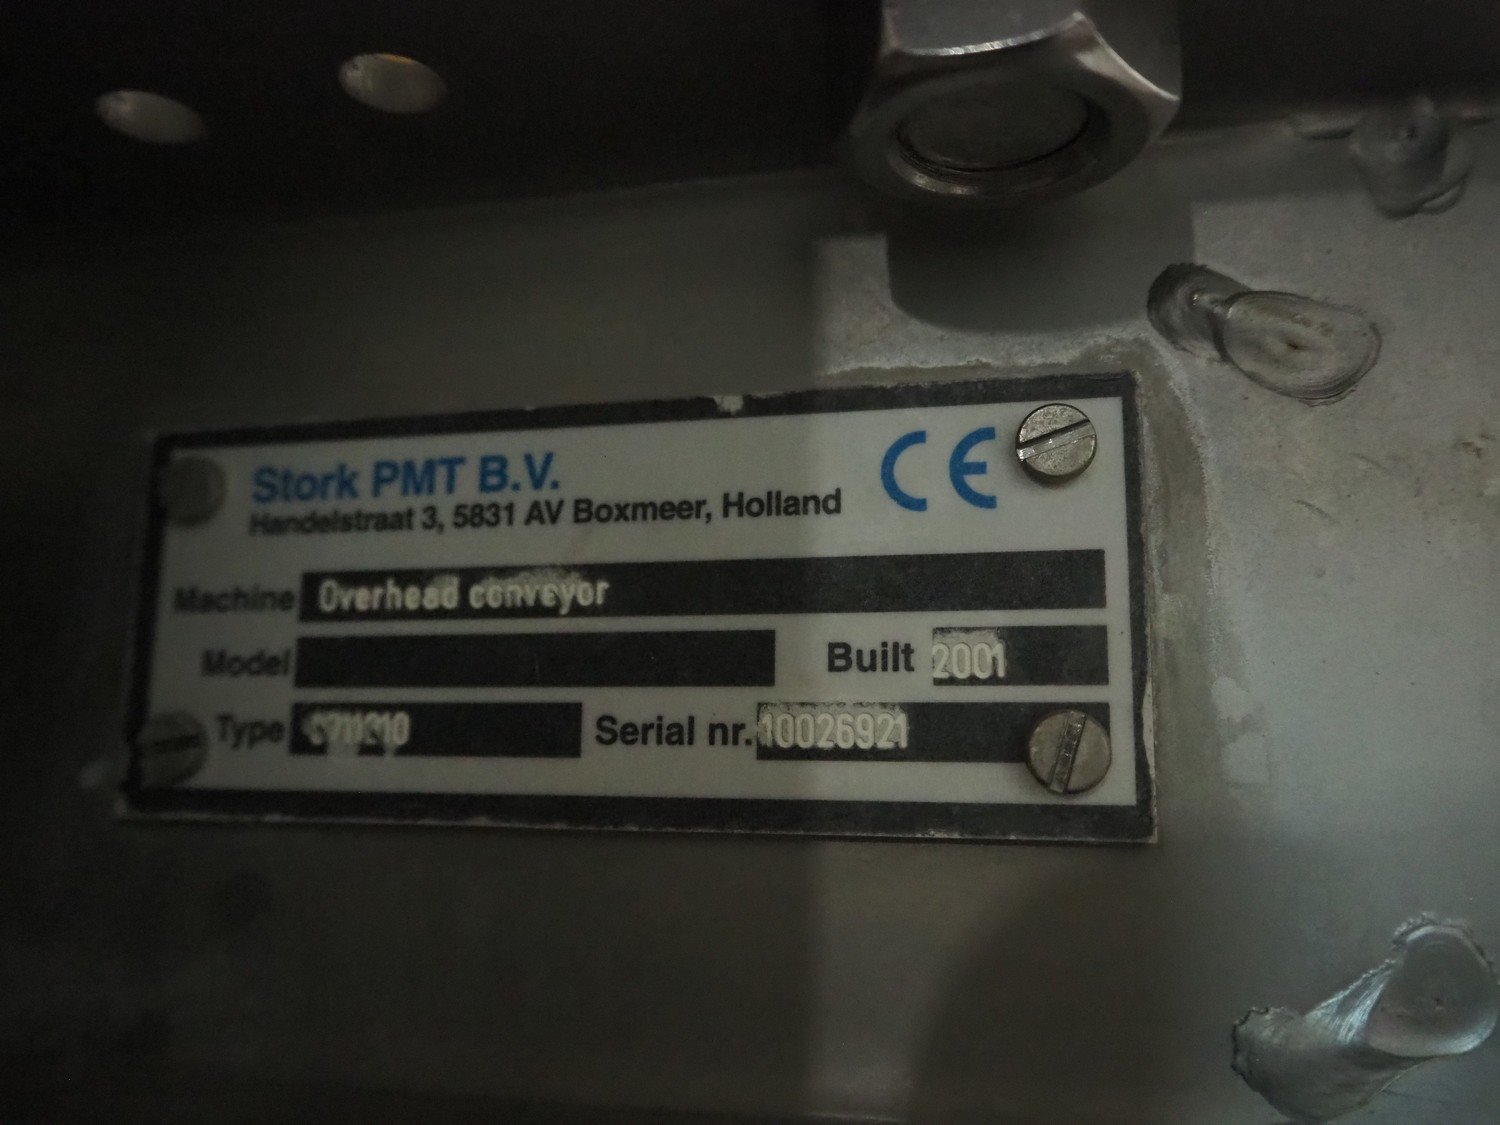 Stork PMT B.V.
CE
Handelstraat 3, 5831 AV Boxmeer, Holland
Machine Overhead conveyor
Model
Built 2001
Type
Serial nr. 10026921